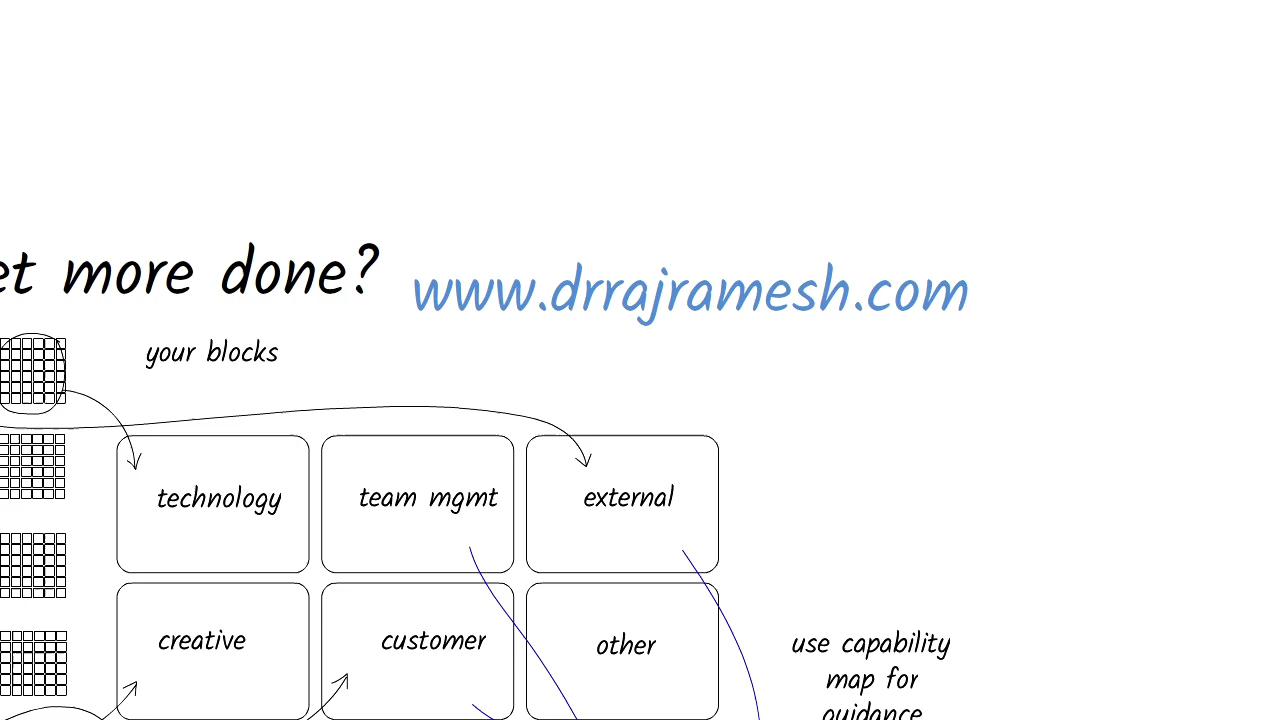 et more done?
www.drrajramesh.com
your blocks
technology
team mgmt
external
creative
customer
other
use capability
map for
guidance